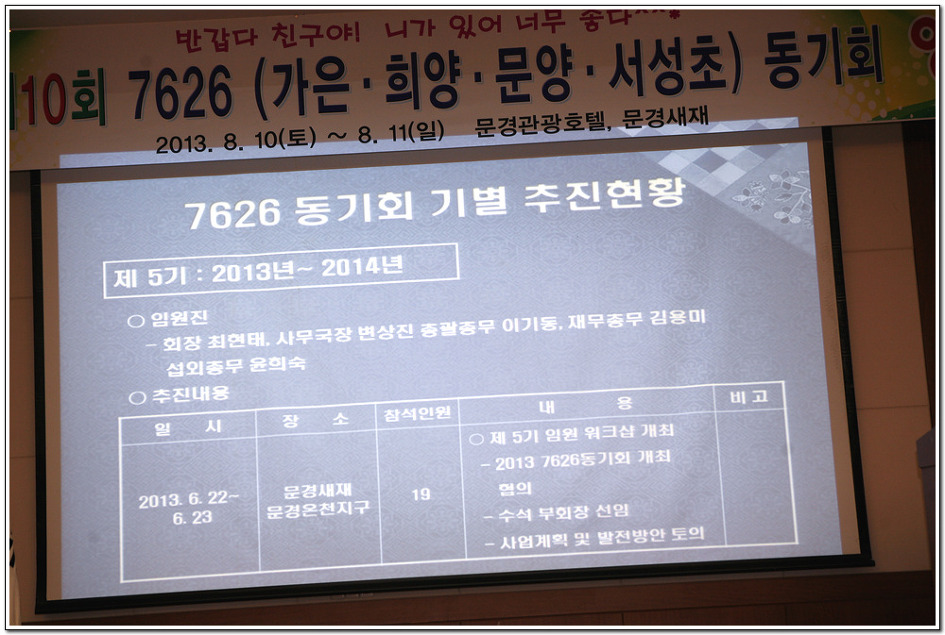 반갑다 친구야! 니가 있어 너무 좋다^^*
10회 7626 (가은·희양·문양·서성초) 동기회
2013. 8. 10(토) ~ 8. 11(일) 문경관광호텔, 문경새재
7626 동기회 기별 추진현황
제 5기 : 2013년~ 2014년
○ 임원진
- 회장 최현태, 사무국장 변상진 총괄총무 이기동, 재무총무 김용미
섭외총무 윤희숙
○ 추진내용
일 시 장 소 참석인원 내 용 비 고
2013. 6. 22~
6. 23
문경새재
문경온천지구
19
○ 제 5기 임원 워크샵 개최
- 2013 7626동기회 개최
협의
- 수석 부회장 선임
- 사업계획 및 발전방안 토의